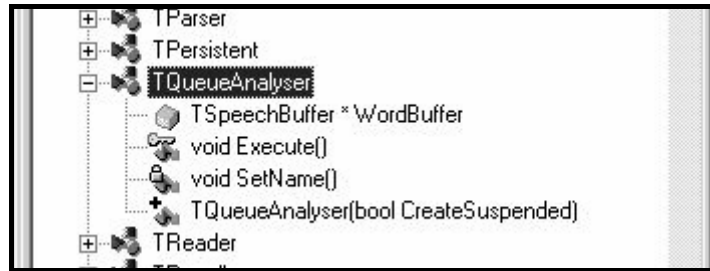 TParser
TPersistent
TQueueAnalyser
TSpeechBuffer * WordBuffer
void Execute()
void SetName()
TQueueAnalyser(bool CreateSuspended)
TReader